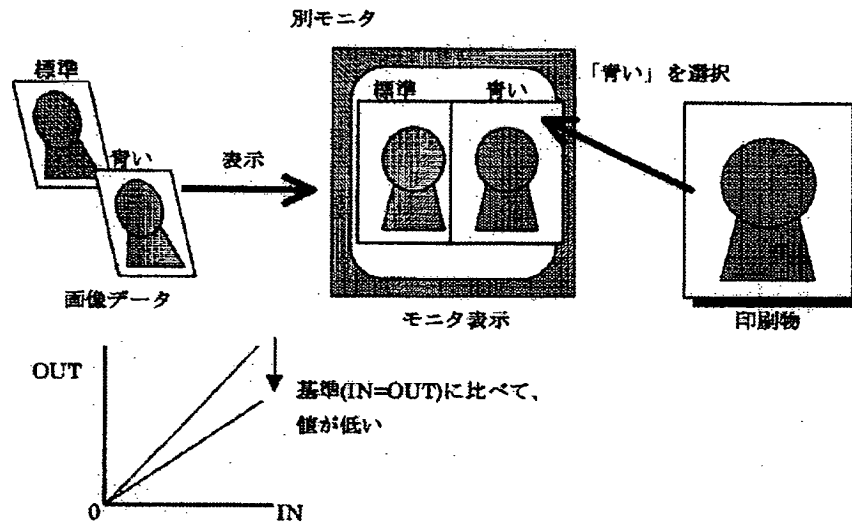 別モニタ
標準
青い
表示
画像データ
標準
青い
モニタ表示
「青い」を選択
印刷物
OUT
基準(IN=OUT)に比べて、
値が低い
0
IN